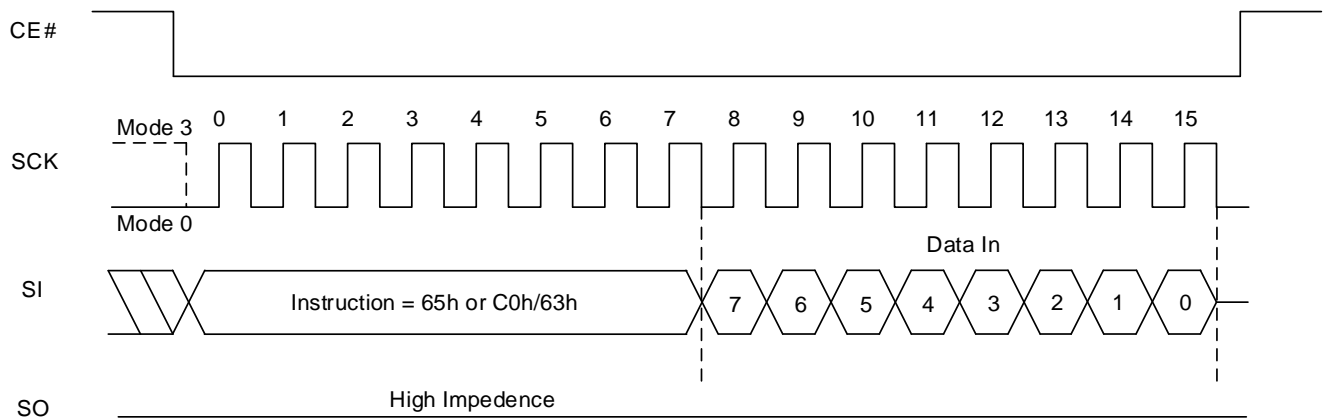 CE#
Mode 3
0 1 2 3 4 5 6 7 8 9 10 11 12 13 14 15
SCK
Mode 0
Data In
SI
Instruction = 65h or C0h/63h
7 6 5 4 3 2 1 0
High Impedence
SO